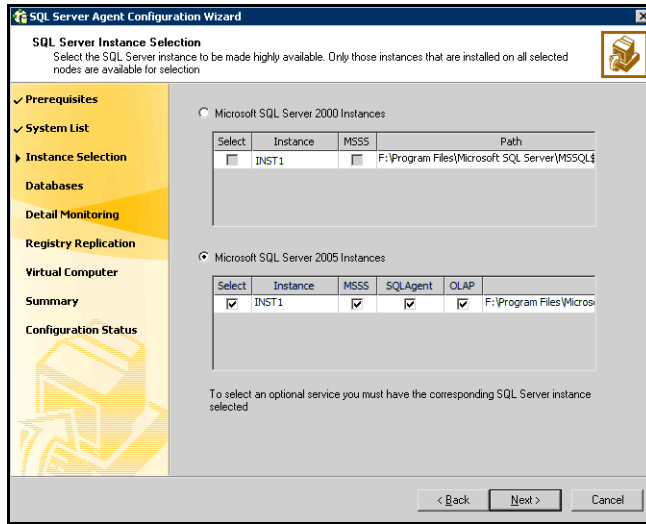 SQL Server Agent Configuration Wizard
SQL Server Instance Selection
Select the SQL Server instance to be made highly available. Only those instances that are installed on all selected
nodes are available for selection
Prerequisites
System List
Instance Selection
Databases
Detail Monitoring
Registry Replication
Virtual Computer
Summary
Configuration Status
Microsoft SQL Server 2000 Instances
Select Instance MSSS Path
INST1 F:\Program Files\Microsoft SQL Server\MSSQL$
Microsoft SQL Server 2005 Instances
Select Instance MSSS SQLAgent OLAP
INST1 F:\Program Files\Micros
To select an optional service you must have the corresponding SQL Server instance
selected
< Back Next > Cancel